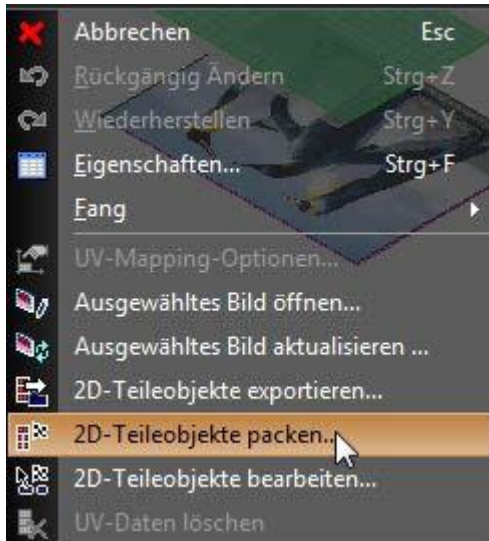 Abbrechen Esc
Rückgängig Ändern Strg+Z
Wiederherstellen Strg+Y
Eigenschaften... Strg+F
Fang
UV-Mapping-Optionen...
Ausgewähltes Bild öffnen...
Ausgewähltes Bild aktualisieren ...
2D-Teileobjekte exportieren...
2D-Teileobjekte packen...
2D-Teileobjekte bearbeiten...
UV-Daten löschen